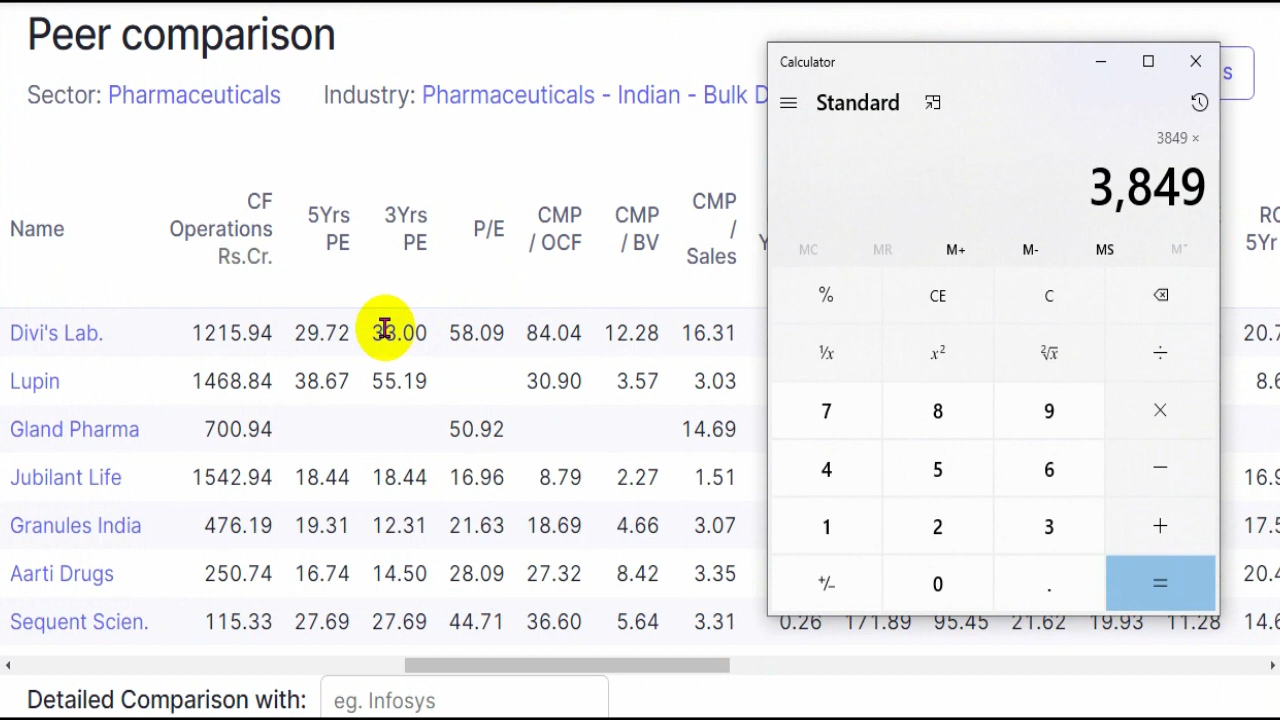 Peer comparison
Sector: Pharmaceuticals Industry: Pharmaceuticals - Indian - Bulk
Name CF Operations Rs.Cr. 5Yrs PE 3Yrs PE P/E CMP / OCF CMP / BV CMP / Sales 5Yr
Divi's Lab. 1215.94 29.72 33.00 58.09 84.04 12.28 16.31 20.7
Lupin 1468.84 38.67 55.19 30.90 3.57 3.03 8.6
Gland Pharma 700.94 50.92 14.69
Jubilant Life 1542.94 18.44 18.44 16.96 8.79 2.27 1.51 16.9
Granules India 476.19 19.31 12.31 21.63 18.69 4.66 3.07 17.5
Aarti Drugs 250.74 16.74 14.50 28.09 27.32 8.42 3.35 20.4
Sequent Scien. 115.33 27.69 27.69 44.71 36.60 5.64 3.31 0.26 171.89 95.45 21.62 19.93 11.28 14.6
Detailed Comparison with: eg. Infosys
Calculator
Standard
3849 ×
3,849
MC MR M+ M- MS M˅
% CE C
¹/x x² ²√x ÷
7 8 9 ×
4 5 6 −
1 2 3 +
+/− 0 . =